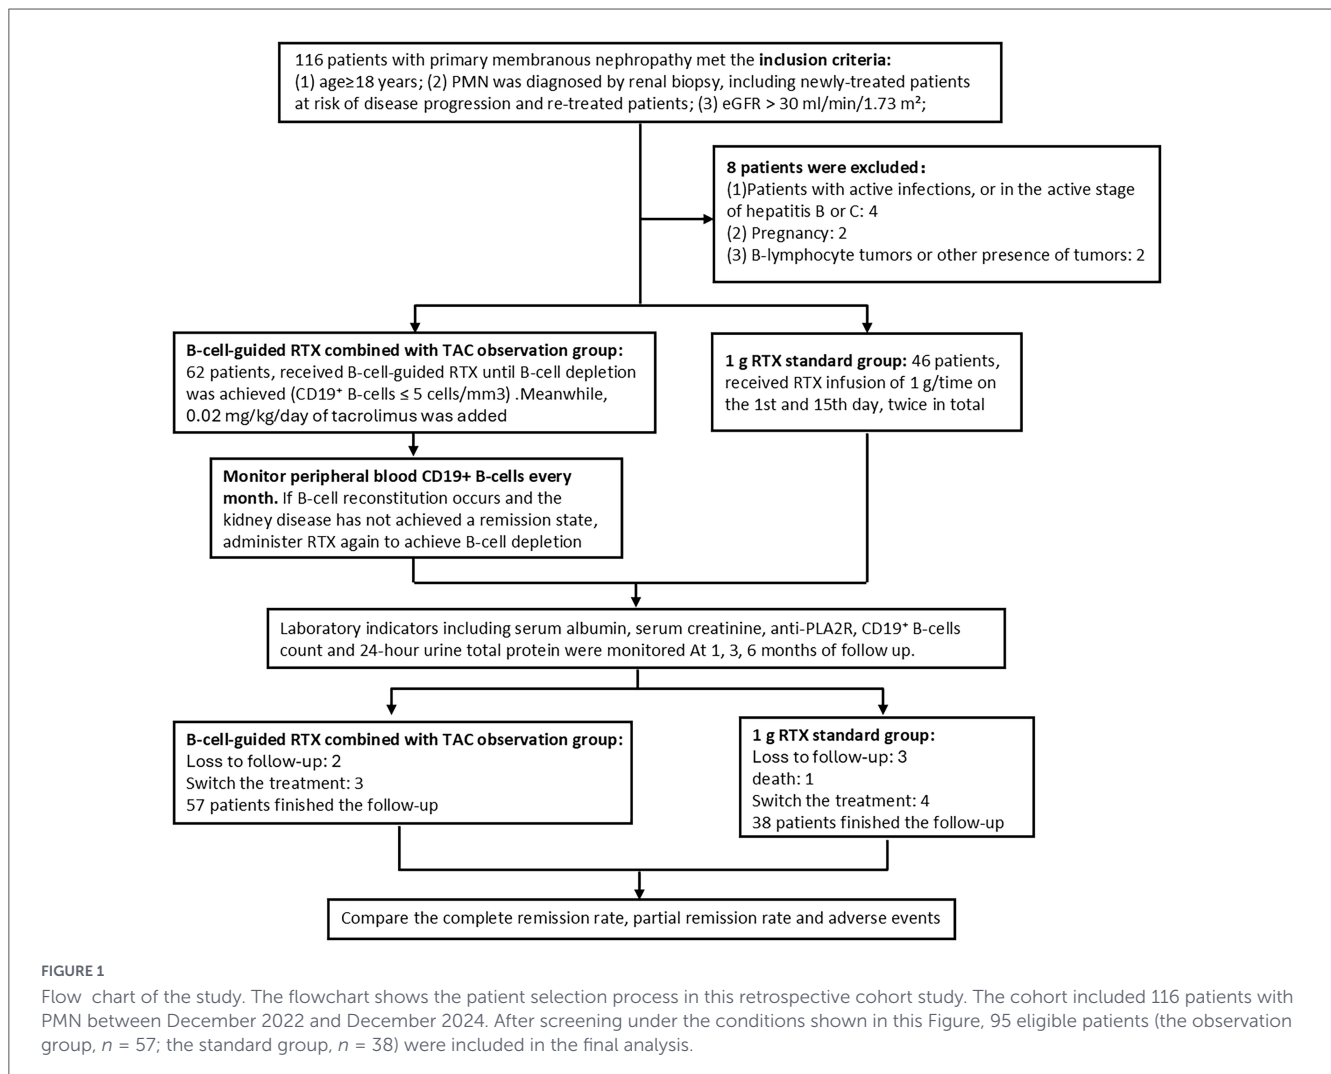 116 patients with primary membranous nephropathy met the inclusion criteria:
(1) age≥18 years; (2) PMN was diagnosed by renal biopsy, including newly-treated patients
at risk of disease progression and re-treated patients; (3) eGFR > 30 ml/min/1.73 m²;
8 patients were excluded:
(1)Patients with active infections, or in the active stage
of hepatitis B or C: 4
(2) Pregnancy: 2
(3) B-lymphocyte tumors or other presence of tumors: 2
B-cell-guided RTX combined with TAC observation group:
62 patients, received B-cell-guided RTX until B-cell depletion
was achieved (CD19⁺ B-cells ≤ 5 cells/mm3) .Meanwhile,
0.02 mg/kg/day of tacrolimus was added
1 g RTX standard group: 46 patients,
received RTX infusion of 1 g/time on
the 1st and 15th day, twice in total
Monitor peripheral blood CD19+ B-cells every
month. If B-cell reconstitution occurs and the
kidney disease has not achieved a remission state,
administer RTX again to achieve B-cell depletion
Laboratory indicators including serum albumin, serum creatinine, anti-PLA2R, CD19⁺ B-cells
count and 24-hour urine total protein were monitored At 1, 3, 6 months of follow up.
B-cell-guided RTX combined with TAC observation group:
Loss to follow-up: 2
Switch the treatment: 3
57 patients finished the follow-up
1 g RTX standard group:
Loss to follow-up: 3
death: 1
Switch the treatment: 4
38 patients finished the follow-up
Compare the complete remission rate, partial remission rate and adverse events
FIGURE 1
Flow chart of the study. The flowchart shows the patient selection process in this retrospective cohort study. The cohort included 116 patients with
PMN between December 2022 and December 2024. After screening under the conditions shown in this Figure, 95 eligible patients (the observation
group, n = 57; the standard group, n = 38) were included in the final analysis.